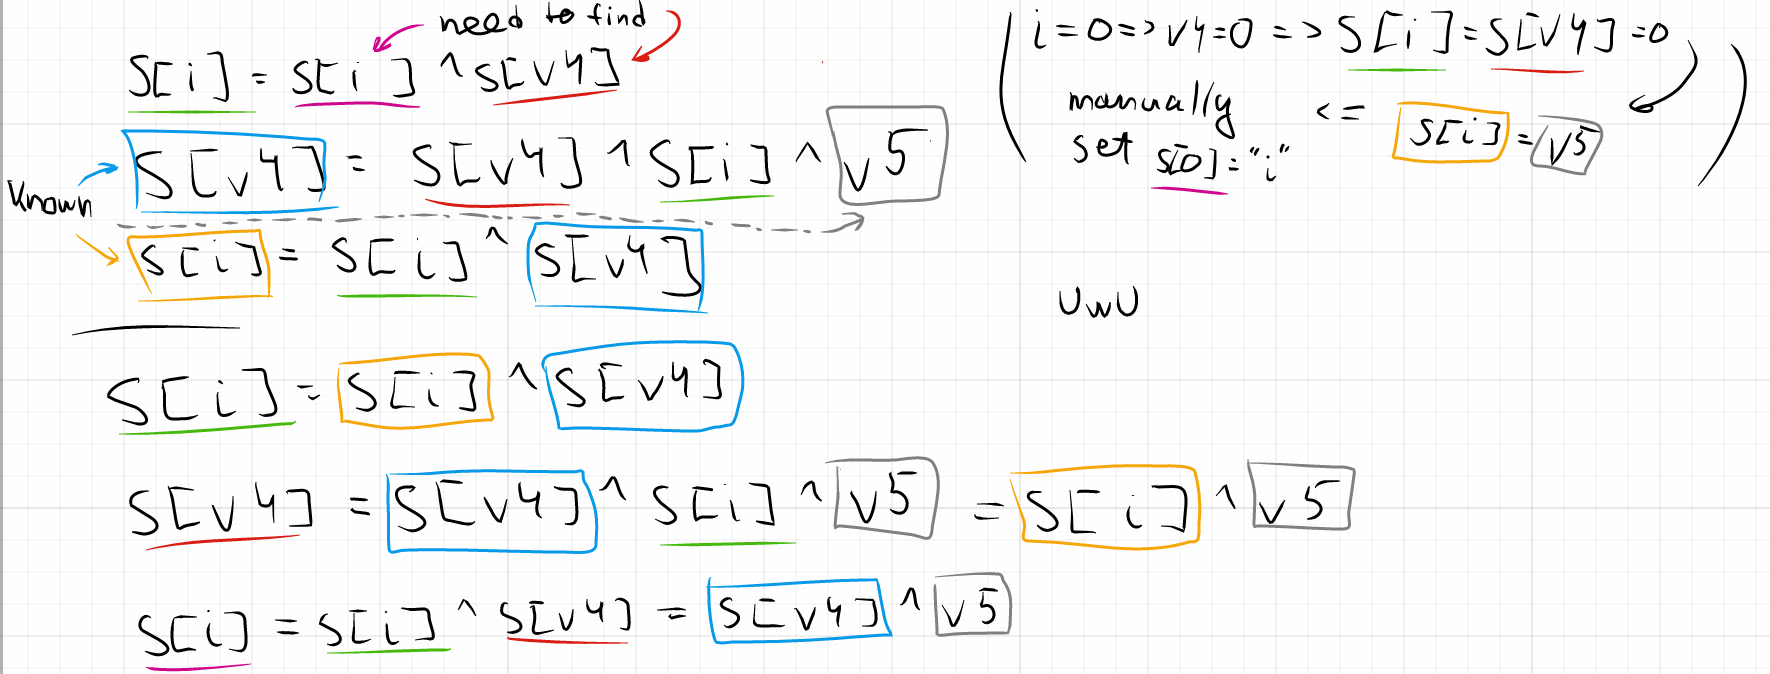 need to find
S[i] = S[i] ^ S[v4]
S[v4] = S[v4] ^ S[i] ^ v5
Known
S[i] = S[i] ^ S[v4]
S[i] = S[i] ^ S[v4]
S[v4] = S[v4] ^ S[i] ^ v5 = S[i] ^ v5
S[i] = S[i] ^ S[v4] = S[v4] ^ v5
( i=0 => v4=0 => S[i]=S[v4]=0 )
manually <= S[i] = v5
set S[0]="i"
UwU